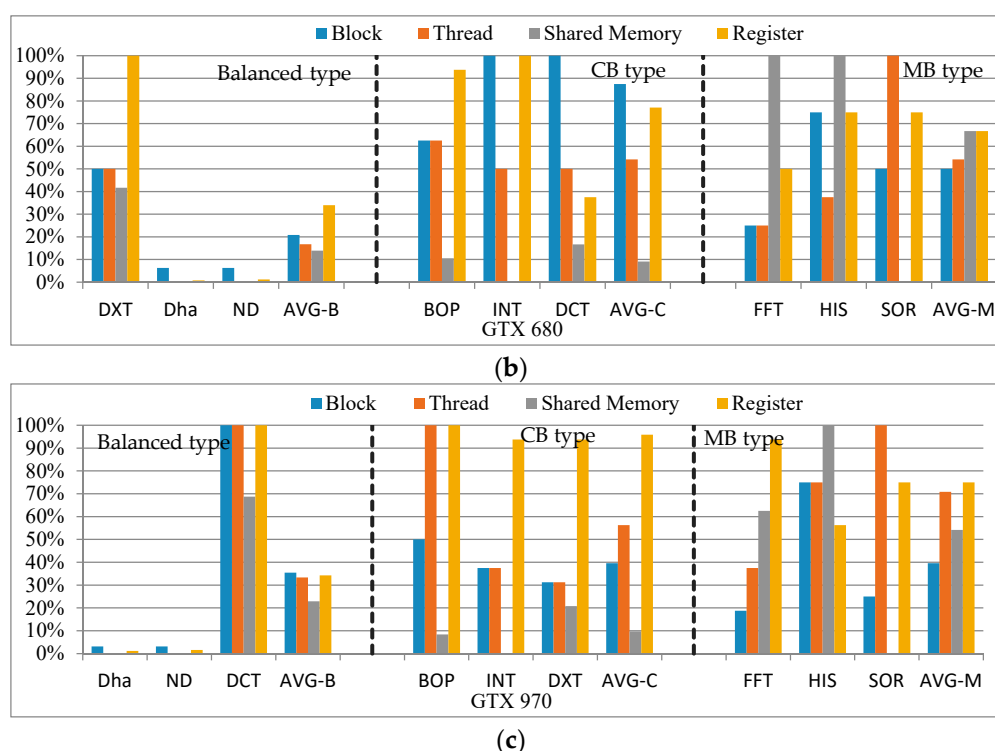 Block Thread Shared Memory Register
100%
90%
80%
70%
60%
50%
40%
30%
20%
10%
0%
Balanced type CB type MB type
DXT Dha ND AVG-B BOP INT DCT AVG-C FFT HIS SOR AVG-M
GTX 680
(b)
Block Thread Shared Memory Register
100%
90%
80%
70%
60%
50%
40%
30%
20%
10%
0%
Balanced type CB type MB type
Dha ND DCT AVG-B BOP INT DXT AVG-C FFT HIS SOR AVG-M
GTX 970
(c)